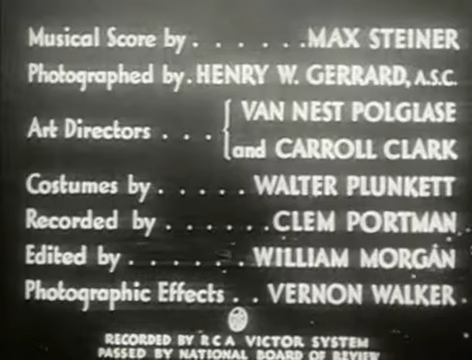 Musical Score by . . . . . . MAX STEINER
Photographed by . HENRY W. GERRARD, A.S.C.
Art Directors . . . { VAN NEST POLGLASE
and CARROLL CLARK
Costumes by . . . . . WALTER PLUNKETT
Recorded by . . . . . . CLEM PORTMAN
Edited by . . . . . . WILLIAM MORGAN
Photographic Effects . . VERNON WALKER
RECORDED BY RCA VICTOR SYSTEM
PASSED BY NATIONAL BOARD OF REVIEW